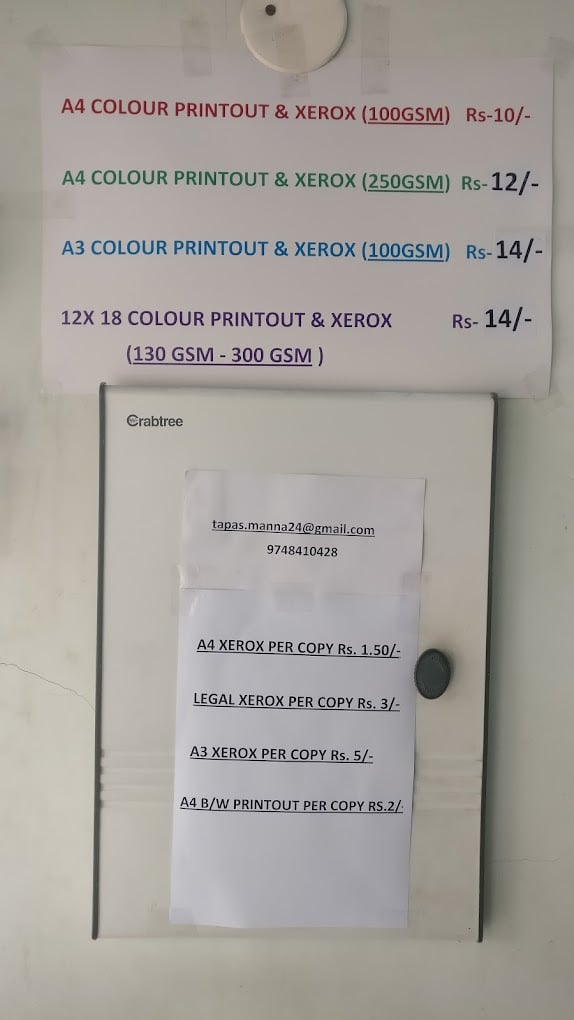 A4 COLOUR PRINTOUT & XEROX (100GSM) Rs-10/-
A4 COLOUR PRINTOUT & XEROX (250GSM) Rs-12/-
A3 COLOUR PRINTOUT & XEROX (100GSM) Rs-14/-
12X 18 COLOUR PRINTOUT & XEROX Rs- 14/-
(130 GSM - 300 GSM )
Crabtree
tapas.manna24@gmail.com
9748410428
A4 XEROX PER COPY Rs. 1.50/-
LEGAL XEROX PER COPY Rs. 3/-
A3 XEROX PER COPY Rs. 5/-
A4 B/W PRINTOUT PER COPY RS.2/-